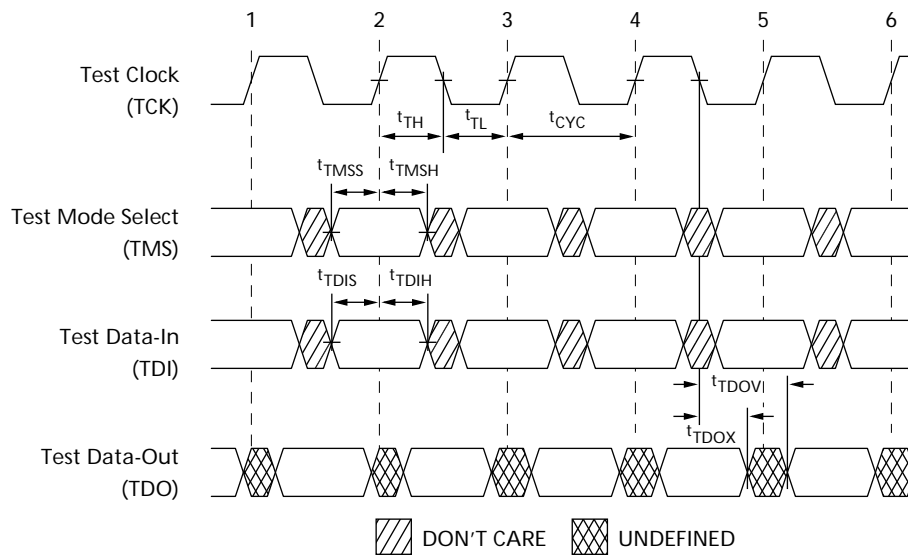 1 2 3 4 5 6
Test Clock
(TCK)
tTH tTL tCYC
tTMSS tTMSH
Test Mode Select
(TMS)
tTDIS tTDIH
Test Data-In
(TDI)
tTDOV
tTDOX
Test Data-Out
(TDO)
DON'T CARE UNDEFINED